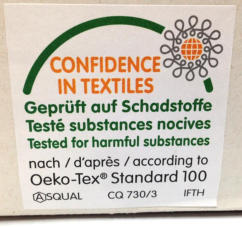 CONFIDENCE
IN TEXTILES
Geprüft auf Schadstoffe
Testé substances nocives
Tested for harmful substances
nach / d'après / according to
Oeko-Tex® Standard 100
ASQUAL CQ 730/3 IFTH